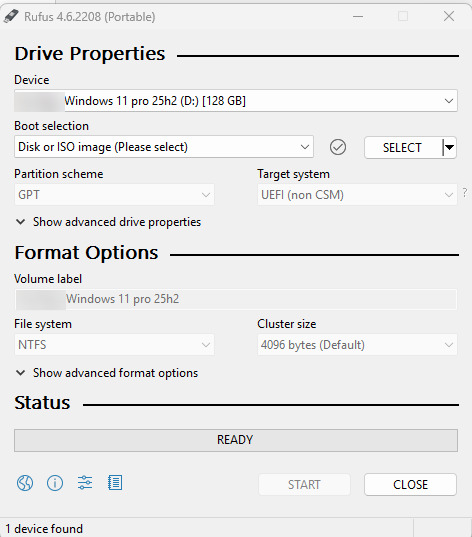 Rufus 4.6.2208 (Portable)
Drive Properties
Device
Windows 11 pro 25h2 (D:) [128 GB]
Boot selection
Disk or ISO image (Please select)
SELECT
Partition scheme
Target system
GPT
UEFI (non CSM)
?
Show advanced drive properties
Format Options
Volume label
Windows 11 pro 25h2
File system
Cluster size
NTFS
4096 bytes (Default)
Show advanced format options
Status
READY
START
CLOSE
1 device found